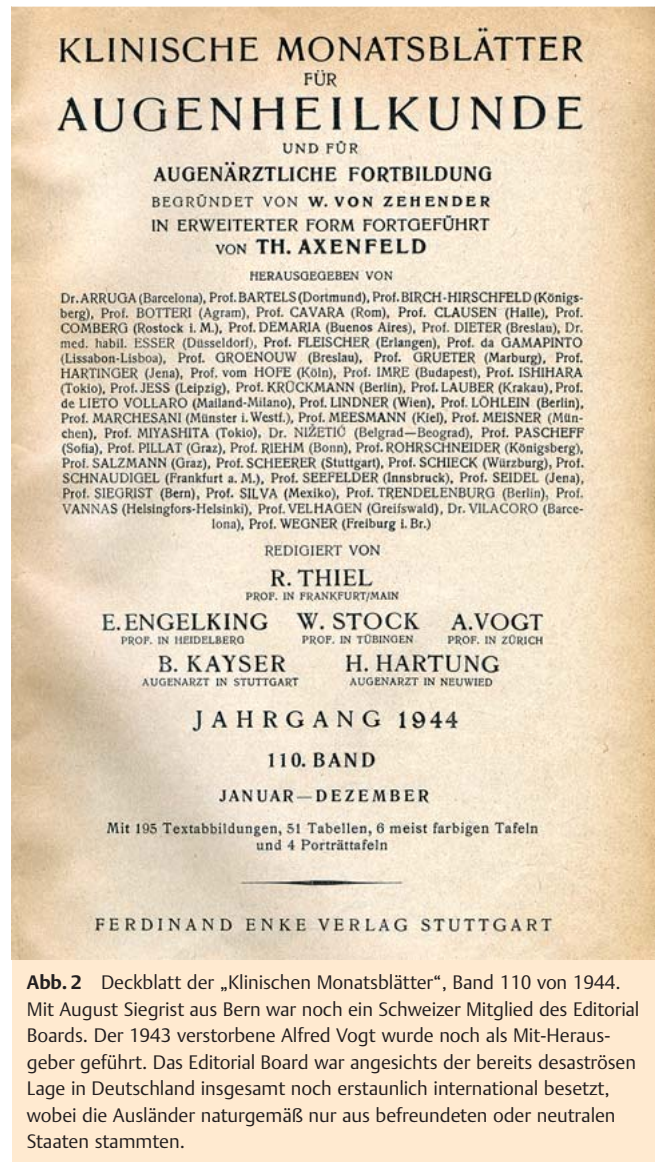 KLINISCHE MONATSBLÄTTER
FÜR
AUGENHEILKUNDE
UND FÜR
AUGENÄRZTLICHE FORTBILDUNG
BEGRÜNDET VON W. VON ZEHENDER
IN ERWEITERTER FORM FORTGEFÜHRT
VON TH. AXENFELD
HERAUSGEGEBEN VON
Dr. ARRUGA (Barcelona), Prof. BARTELS (Dortmund), Prof. BIRCH-HIRSCHFELD (Königs-
berg), Prof. BOTTERI (Agram), Prof. CAVARA (Rom), Prof. CLAUSEN (Halle), Prof.
COMBERG (Rostock i. M.), Prof. DEMARIA (Buenos Aires), Prof. DIETER (Breslau), Dr.
med. habil. ESSER (Düsseldorf), Prof. FLEISCHER (Erlangen), Prof. da GAMAPINTO
(Lissabon-Lisboa), Prof. GROENOUW (Breslau), Prof. GRUETER (Marburg), Prof.
HARTINGER (Jena), Prof. vom HOFE (Köln), Prof. IMRE (Budapest), Prof. ISHIHARA
(Tokio), Prof. JESS (Leipzig), Prof. KRÜCKMANN (Berlin), Prof. LAUBER (Krakau), Prof.
de LIETO VOLLARO (Mailand-Milano), Prof. LINDNER (Wien), Prof. LÖHLEIN (Berlin),
Prof. MARCHESANI (Münster i. Westf.), Prof. MEESMANN (Kiel), Prof. MEISNER (Mün-
chen), Prof. MIYASHITA (Tokio), Dr. NIŽETIĆ (Belgrad—Beograd), Prof. PASCHEFF
(Sofia), Prof. PILLAT (Graz), Prof. RIEHM (Bonn), Prof. ROHRSCHNEIDER (Königsberg),
Prof. SALZMANN (Graz), Prof. SCHEERER (Stuttgart), Prof. SCHIECK (Würzburg), Prof.
SCHNAUDIGEL (Frankfurt a. M.), Prof. SEEFELDER (Innsbruck), Prof. SEIDEL (Jena),
Prof. SIEGRIST (Bern), Prof. SILVA (Mexiko), Prof. TRENDELENBURG (Berlin), Prof.
VANNAS (Helsingfors-Helsinki), Prof. VELHAGEN (Greifswald), Dr. VILACORO (Barce-
lona), Prof. WEGNER (Freiburg i. Br.)
REDIGIERT VON
R. THIEL
PROF. IN FRANKFURT/MAIN
E. ENGELKING W. STOCK A. VOGT
PROF. IN HEIDELBERG PROF. IN TÜBINGEN PROF. IN ZÜRICH
B. KAYSER H. HARTUNG
AUGENARZT IN STUTTGART AUGENARZT IN NEUWIED
JAHRGANG 1944
110. BAND
JANUAR—DEZEMBER
Mit 195 Textabbildungen, 51 Tabellen, 6 meist farbigen Tafeln
und 4 Porträttafeln
FERDINAND ENKE VERLAG STUTTGART
Abb. 2 Deckblatt der „Klinischen Monatsblätter“, Band 110 von 1944.
Mit August Siegrist aus Bern war noch ein Schweizer Mitglied des Editorial
Boards. Der 1943 verstorbene Alfred Vogt wurde noch als Mit-Heraus-
geber geführt. Das Editorial Board war angesichts der bereits desaströsen
Lage in Deutschland insgesamt noch erstaunlich international besetzt,
wobei die Ausländer naturgemäß nur aus befreundeten oder neutralen
Staaten stammten.